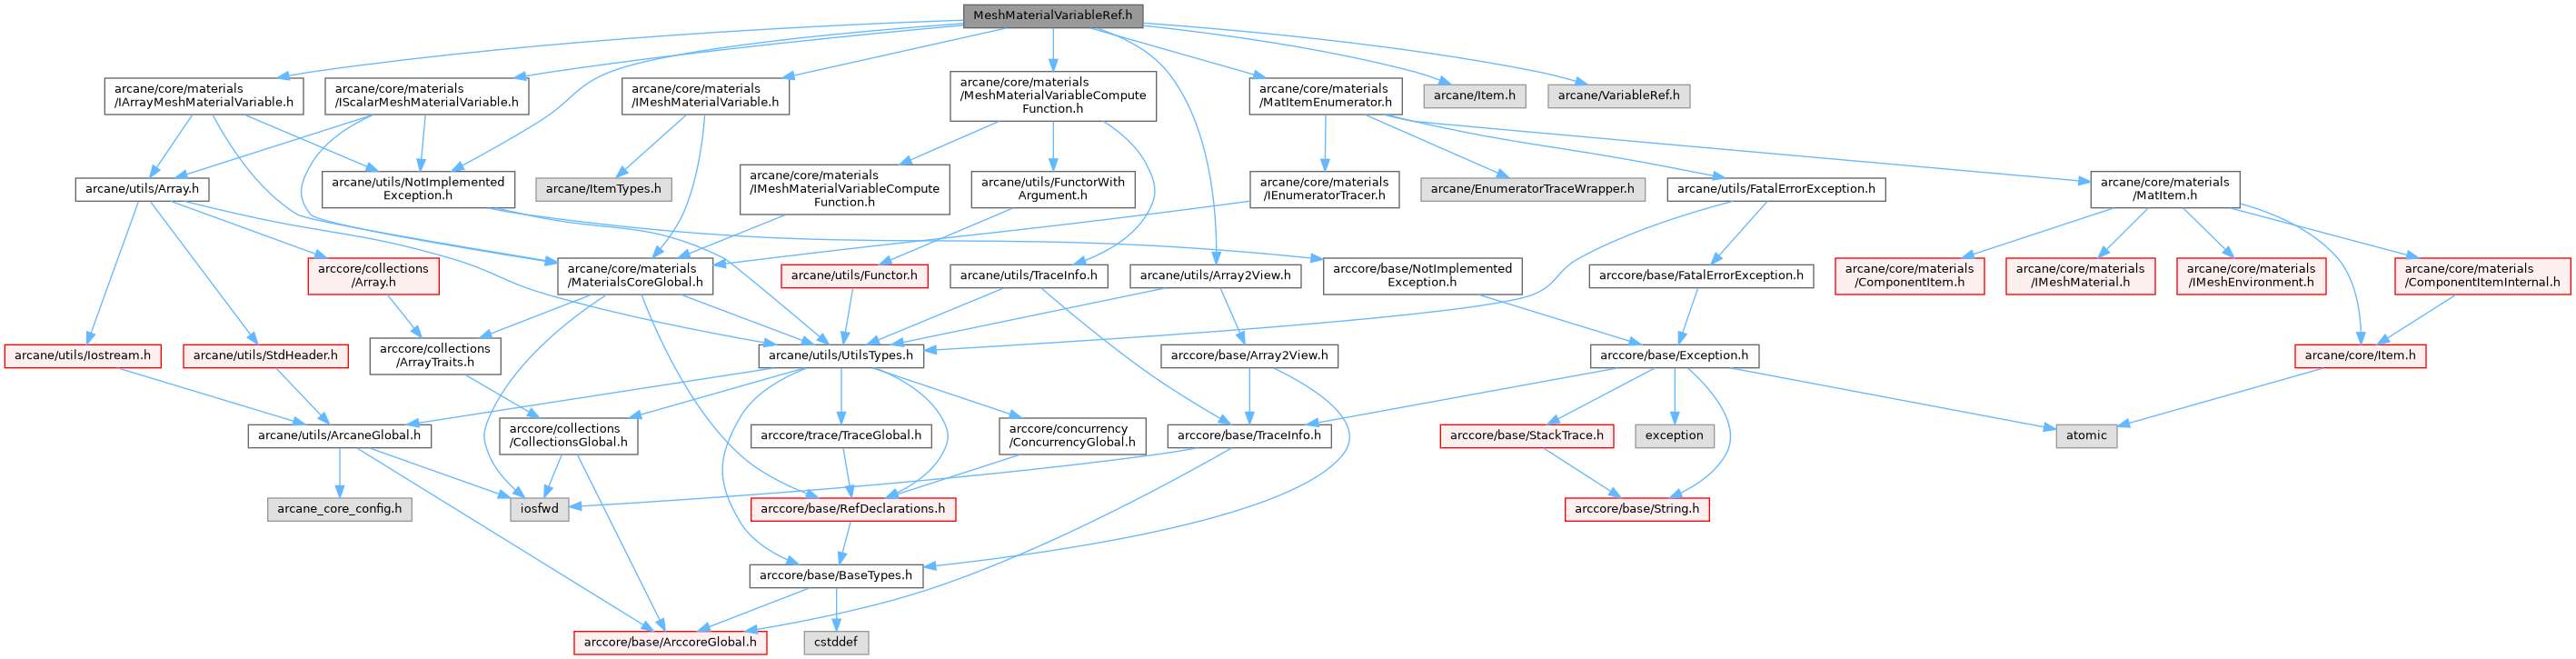 MeshMaterialVariableRef.h
arcane/core/materials
/IArrayMeshMaterialVariable.h
arcane/core/materials
/IScalarMeshMaterialVariable.h
arcane/core/materials
/IMeshMaterialVariable.h
arcane/core/materials
/MeshMaterialVariableCompute
Function.h
arcane/core/materials
/MatItemEnumerator.h
arcane/Item.h
arcane/VariableRef.h
arcane/utils/Array.h
arcane/utils/NotImplemented
Exception.h
arcane/ItemTypes.h
arcane/core/materials
/IMeshMaterialVariableCompute
Function.h
arcane/utils/FunctorWith
Argument.h
arcane/core/materials
/IEnumeratorTracer.h
arcane/EnumeratorTraceWrapper.h
arcane/utils/FatalErrorException.h
arcane/core/materials
/MatItem.h
arccore/collections
/Array.h
arcane/core/materials
/MaterialsCoreGlobal.h
arcane/utils/Functor.h
arcane/utils/TraceInfo.h
arcane/utils/Array2View.h
arccore/base/NotImplemented
Exception.h
arccore/base/FatalErrorException.h
arcane/core/materials
/ComponentItem.h
arcane/core/materials
/IMeshMaterial.h
arcane/core/materials
/IMeshEnvironment.h
arcane/core/materials
/ComponentItemInternal.h
arcane/utils/Iostream.h
arcane/utils/StdHeader.h
arccore/collections
/ArrayTraits.h
arcane/utils/UtilsTypes.h
arccore/base/Array2View.h
arccore/base/Exception.h
arcane/core/Item.h
arcane/utils/ArcaneGlobal.h
arccore/collections
/CollectionsGlobal.h
arccore/trace/TraceGlobal.h
arccore/concurrency
/ConcurrencyGlobal.h
arccore/base/TraceInfo.h
arccore/base/StackTrace.h
exception
atomic
arcane_core_config.h
iosfwd
arccore/base/RefDeclarations.h
arccore/base/String.h
arccore/base/BaseTypes.h
arccore/base/ArccoreGlobal.h
cstddef